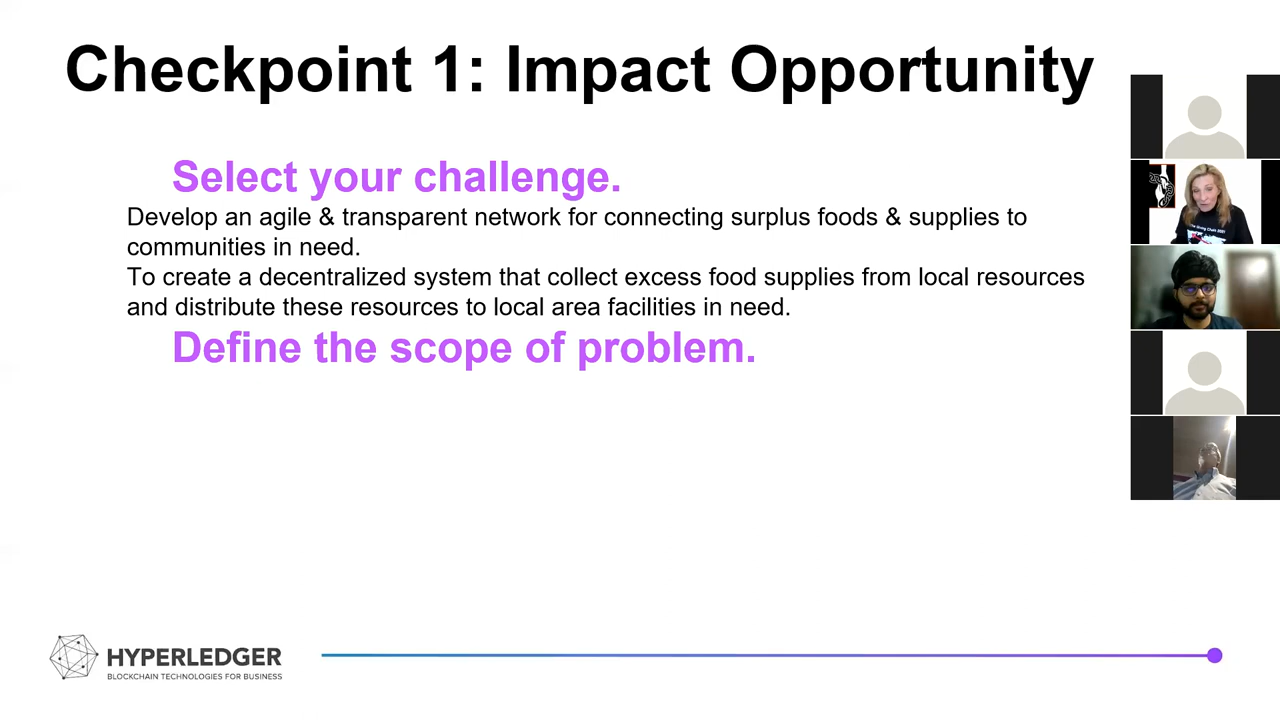 Checkpoint 1: Impact Opportunity
Select your challenge.
Develop an agile & transparent network for connecting surplus foods & supplies to
communities in need.
To create a decentralized system that collect excess food supplies from local resources
and distribute these resources to local area facilities in need.
Define the scope of problem.
HYPERLEDGER
BLOCKCHAIN TECHNOLOGIES FOR BUSINESS